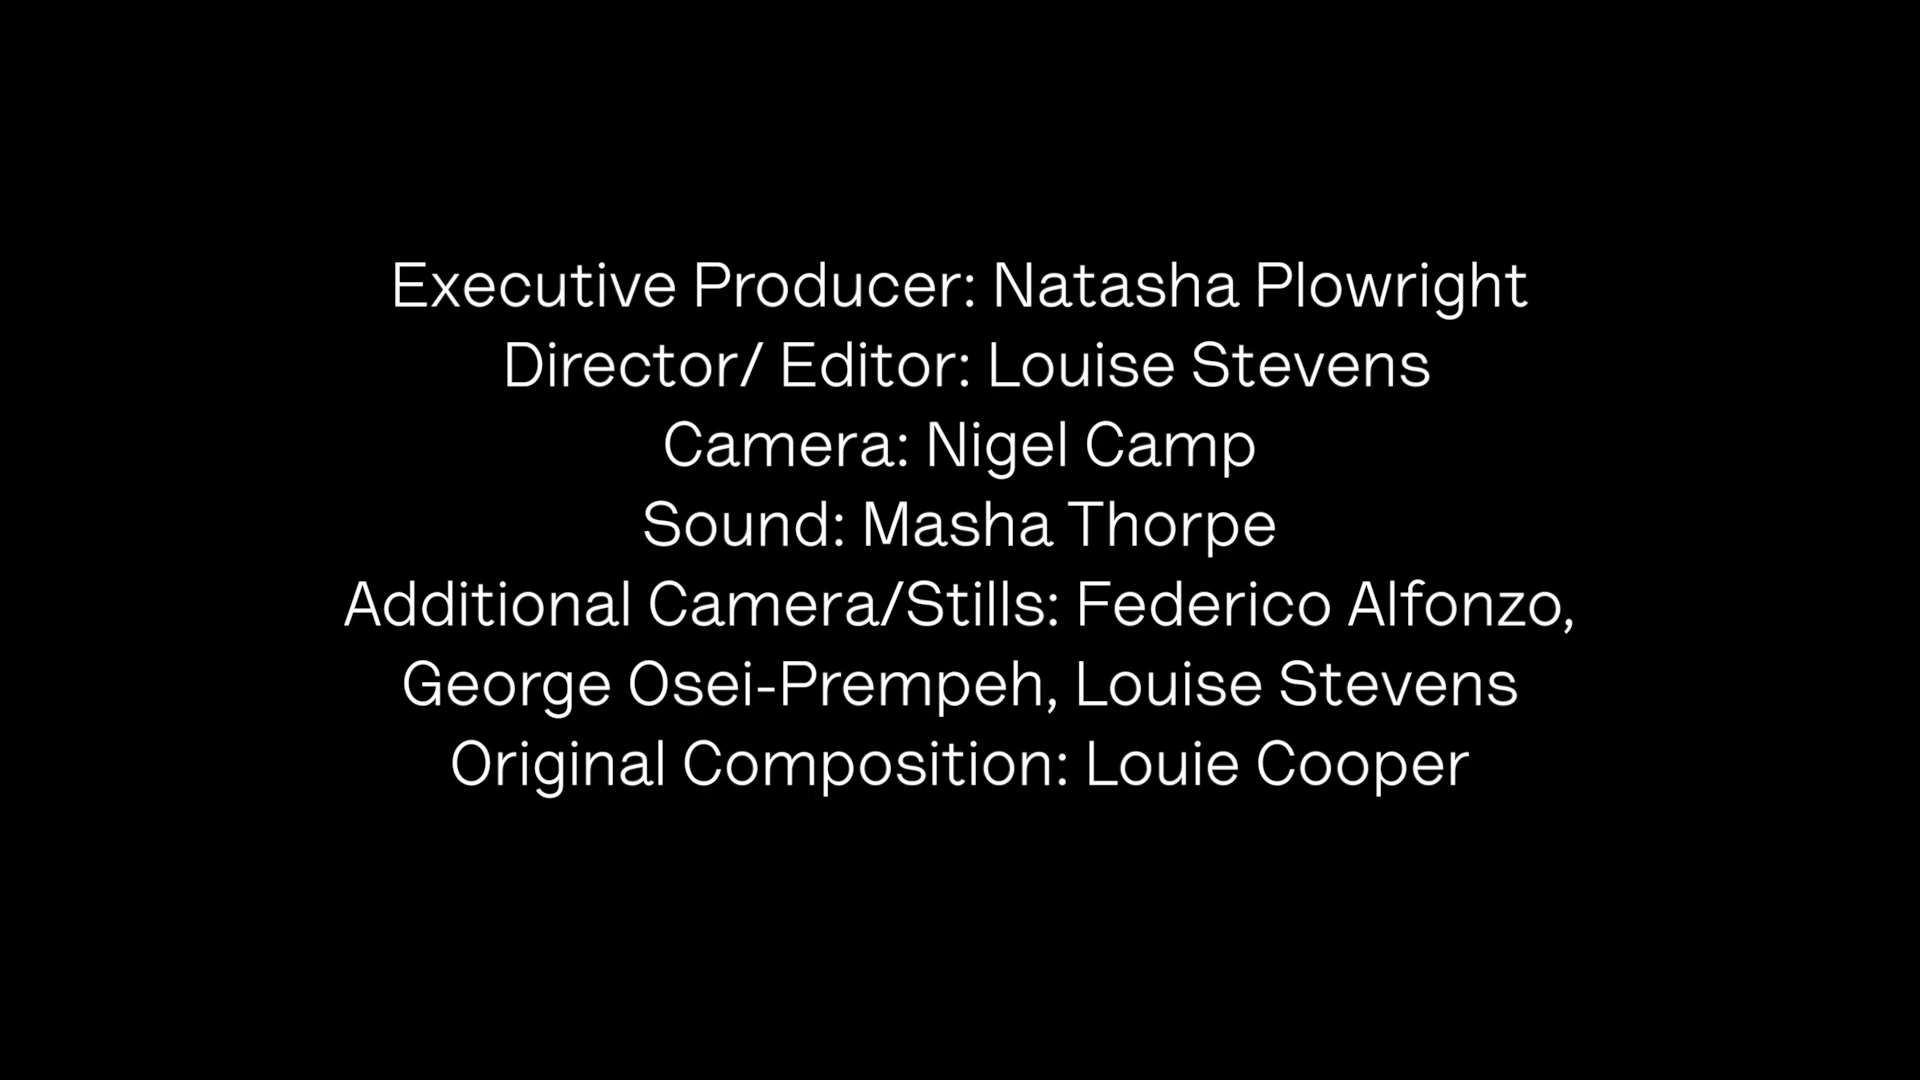 Executive Producer: Natasha Plowright
Director/ Editor: Louise Stevens
Camera: Nigel Camp
Sound: Masha Thorpe
Additional Camera/Stills: Federico Alfonzo,
George Osei-Prempeh, Louise Stevens
Original Composition: Louie Cooper